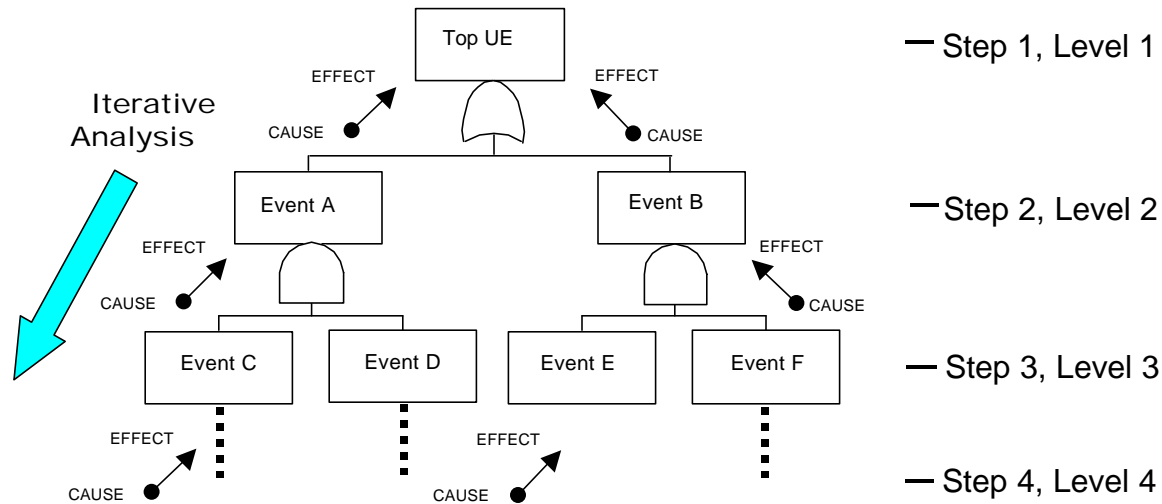 Top UE
— Step 1, Level 1
EFFECT
EFFECT
Iterative
Analysis
CAUSE
CAUSE
Event A
Event B
— Step 2, Level 2
EFFECT
EFFECT
CAUSE
CAUSE
Event C
Event D
Event E
Event F
— Step 3, Level 3
EFFECT
EFFECT
CAUSE
CAUSE
— Step 4, Level 4